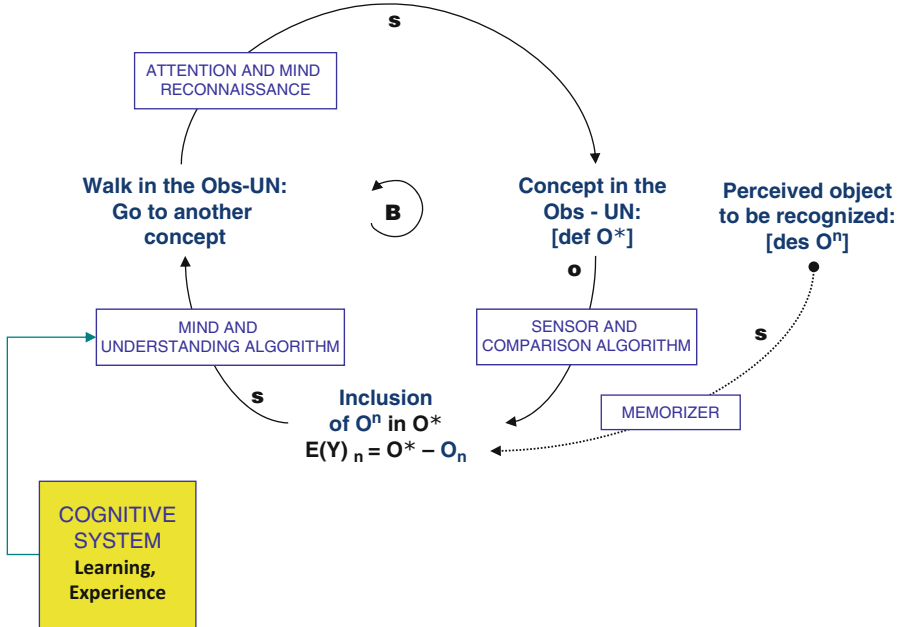 s
ATTENTION AND MIND
RECONNAISSANCE
Walk in the Obs-UN:
Go to another
concept
B
Concept in the
Obs - UN:
[def O*]
Perceived object
to be recognized:
[des Oⁿ]
o
s
MIND AND
UNDERSTANDING ALGORITHM
SENSOR AND
COMPARISON ALGORITHM
s
Inclusion
of Oⁿ in O*
E(Y) ₙ = O* – Oₙ
MEMORIZER
COGNITIVE
SYSTEM
Learning,
Experience